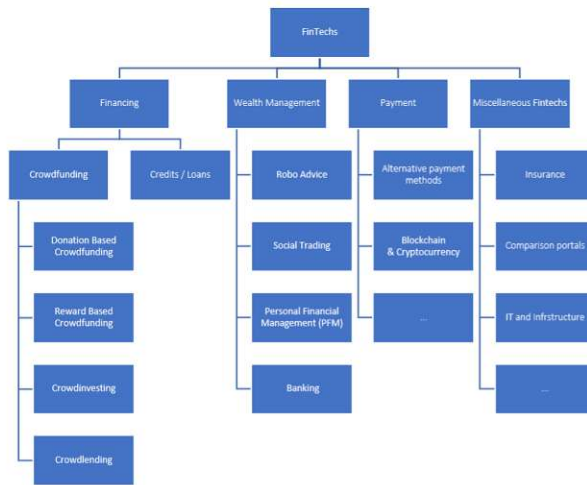 FinTechs
Financing
Wealth Management
Payment
Miscellaneous Fintechs
Crowdfunding
Credits / Loans
Robo Advice
Alternative payment
methods
Insurance
Donation Based
Crowdfunding
Social Trading
Blockchain
& Cryptocurrency
Comparison portals
Reward Based
Crowdfunding
Personal Financial
Management (PFM)
...
IT and Infrstructure
Crowdinvesting
Banking
...
Crowdlending